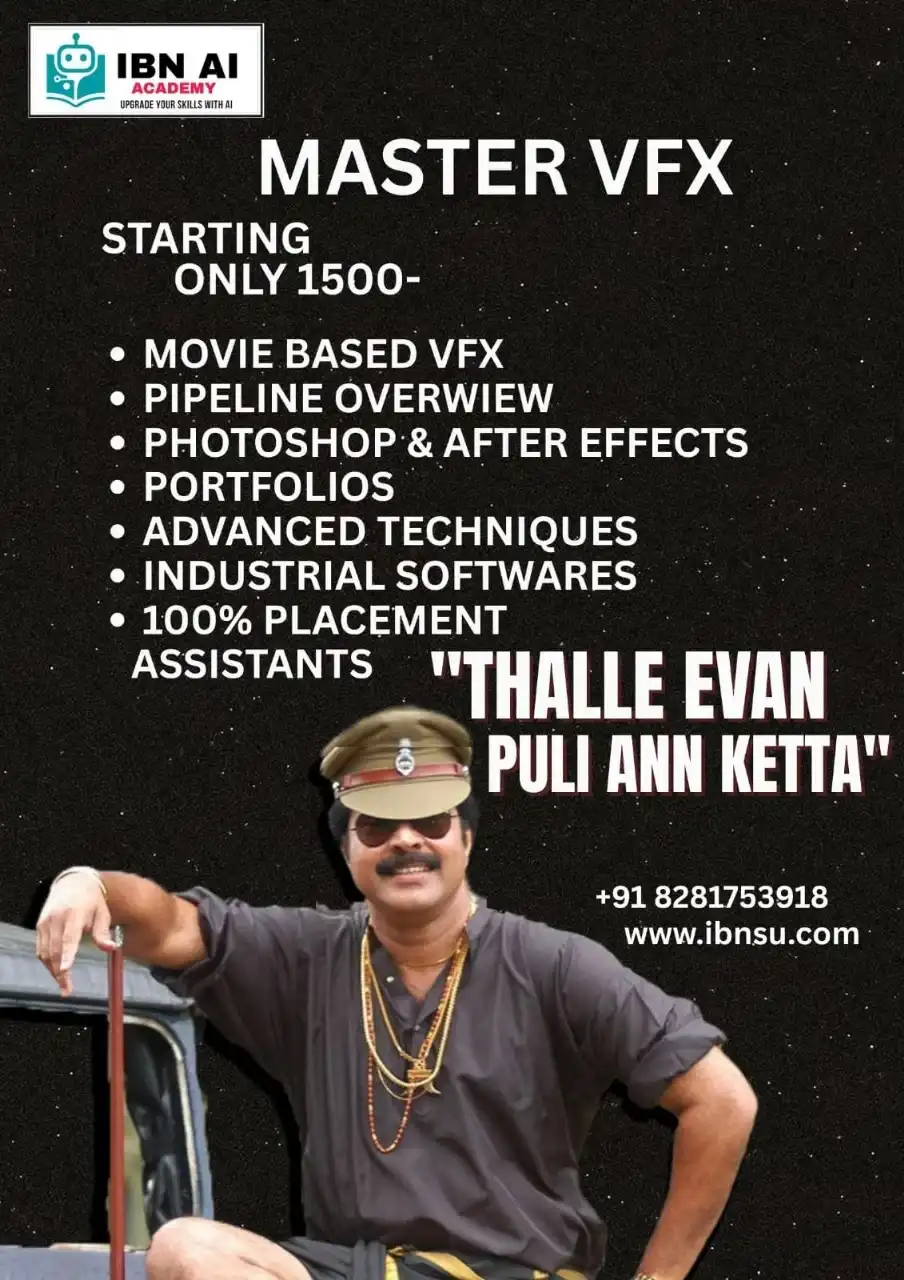 IBN AI
ACADEMY
UPGRADE YOUR SKILLS WITH AI
MASTER VFX
STARTING
ONLY 1500-
• MOVIE BASED VFX
• PIPELINE OVERWIEW
• PHOTOSHOP & AFTER EFFECTS
• PORTFOLIOS
• ADVANCED TECHNIQUES
• INDUSTRIAL SOFTWARES
• 100% PLACEMENT
ASSISTANTS
"THALLE EVAN
PULI ANN KETTA"
+91 8281753918
www.ibnsu.com